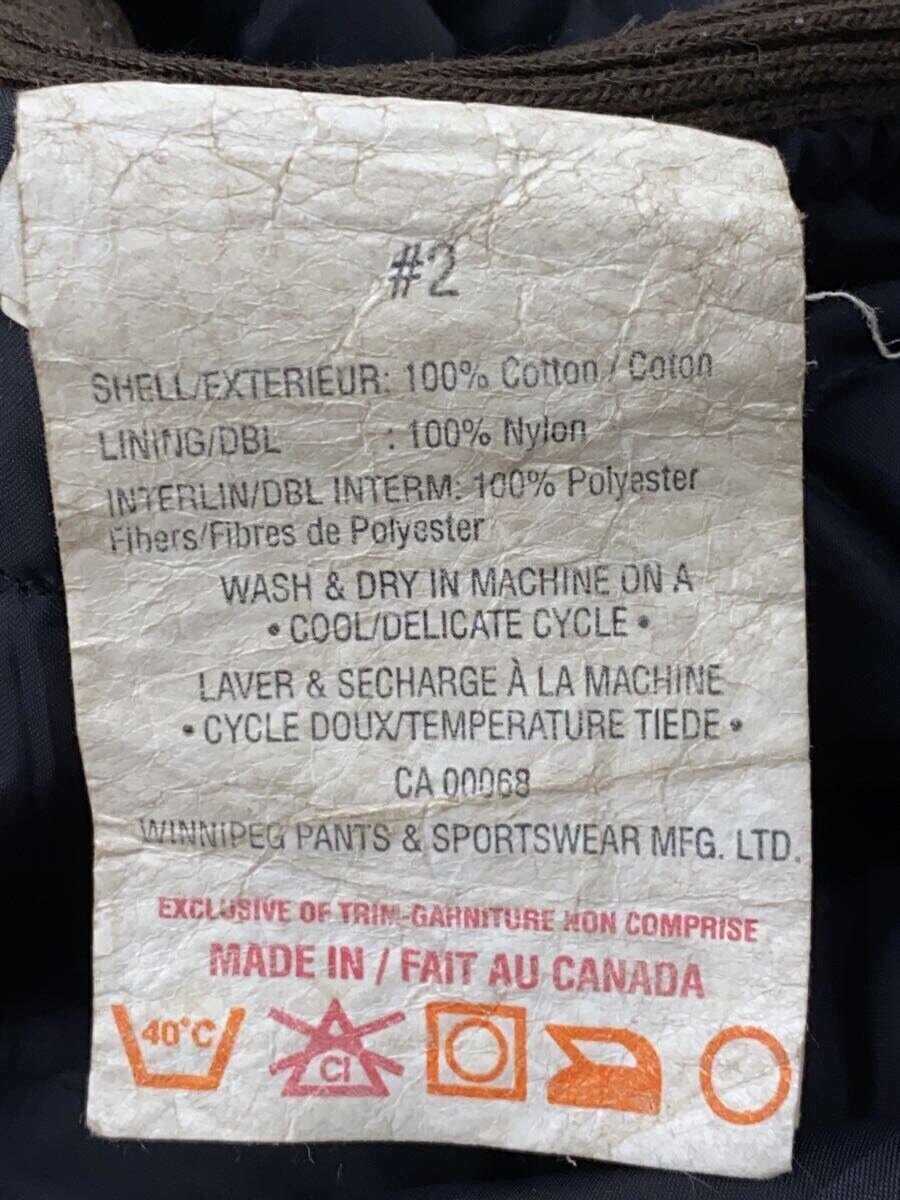 #2
SHELL/EXTERIEUR: 100% Cotton / Coton
LINING/DBL : 100% Nylon
INTERLIN/DBL INTERM: 100% Polyester
Fibers/Fibres de Polyester
WASH & DRY IN MACHINE ON A
• COOL/DELICATE CYCLE •
LAVER & SECHARGE À LA MACHINE
• CYCLE DOUX/TEMPERATURE TIEDE •
CA 00068
WINNIPEG PANTS & SPORTSWEAR MFG. LTD.
EXCLUSIVE OF TRIM-GARNITURE NON COMPRISE
MADE IN / FAIT AU CANADA
40°C Cl